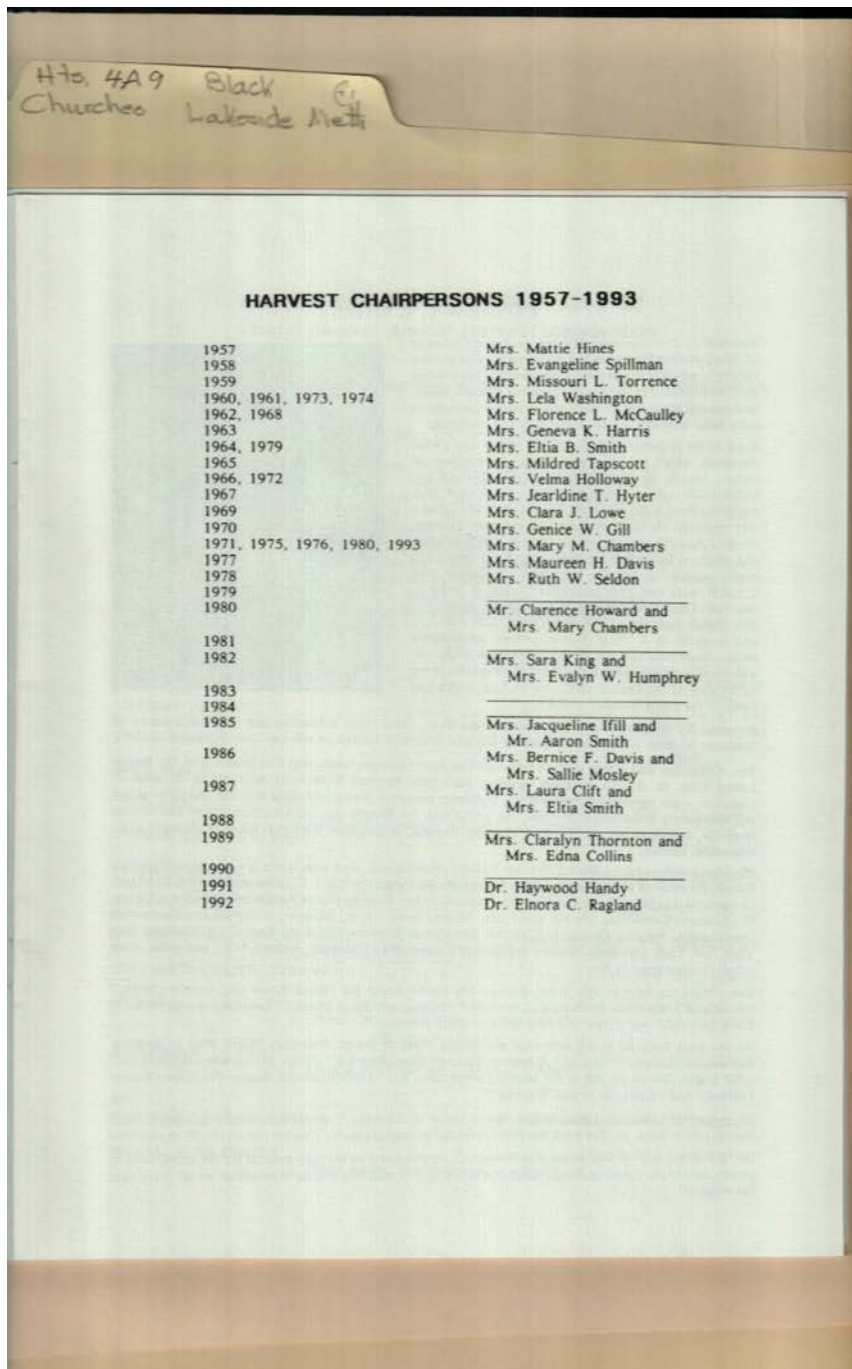 Hts. 4A9 Black
Churches Lakeside Meth
HARVEST CHAIRPERSONS 1957-1993
1957 Mrs. Mattie Hines
1958 Mrs. Evangeline Spillman
1959 Mrs. Missouri L. Torrence
1960, 1961, 1973, 1974 Mrs. Lela Washington
1962, 1968 Mrs. Florence L. McCaulley
1963 Mrs. Geneva K. Harris
1964, 1979 Mrs. Eltia B. Smith
1965 Mrs. Mildred Tapscott
1966, 1972 Mrs. Velma Holloway
1967 Mrs. Jearldine T. Hyter
1969 Mrs. Clara J. Lowe
1970 Mrs. Genice W. Gill
1971, 1975, 1976, 1980, 1993 Mrs. Mary M. Chambers
1977 Mrs. Maureen H. Davis
1978 Mrs. Ruth W. Seldon
1979
1980 Mr. Clarence Howard and
Mrs. Mary Chambers
1981
1982 Mrs. Sara King and
Mrs. Evalyn W. Humphrey
1983
1984
1985 Mrs. Jacqueline Ifill and
Mr. Aaron Smith
1986 Mrs. Bernice F. Davis and
Mrs. Sallie Mosley
1987 Mrs. Laura Clift and
Mrs. Eltia Smith
1988
1989 Mrs. Claralyn Thornton and
Mrs. Edna Collins
1990
1991 Dr. Haywood Handy
1992 Dr. Elnora C. Ragland